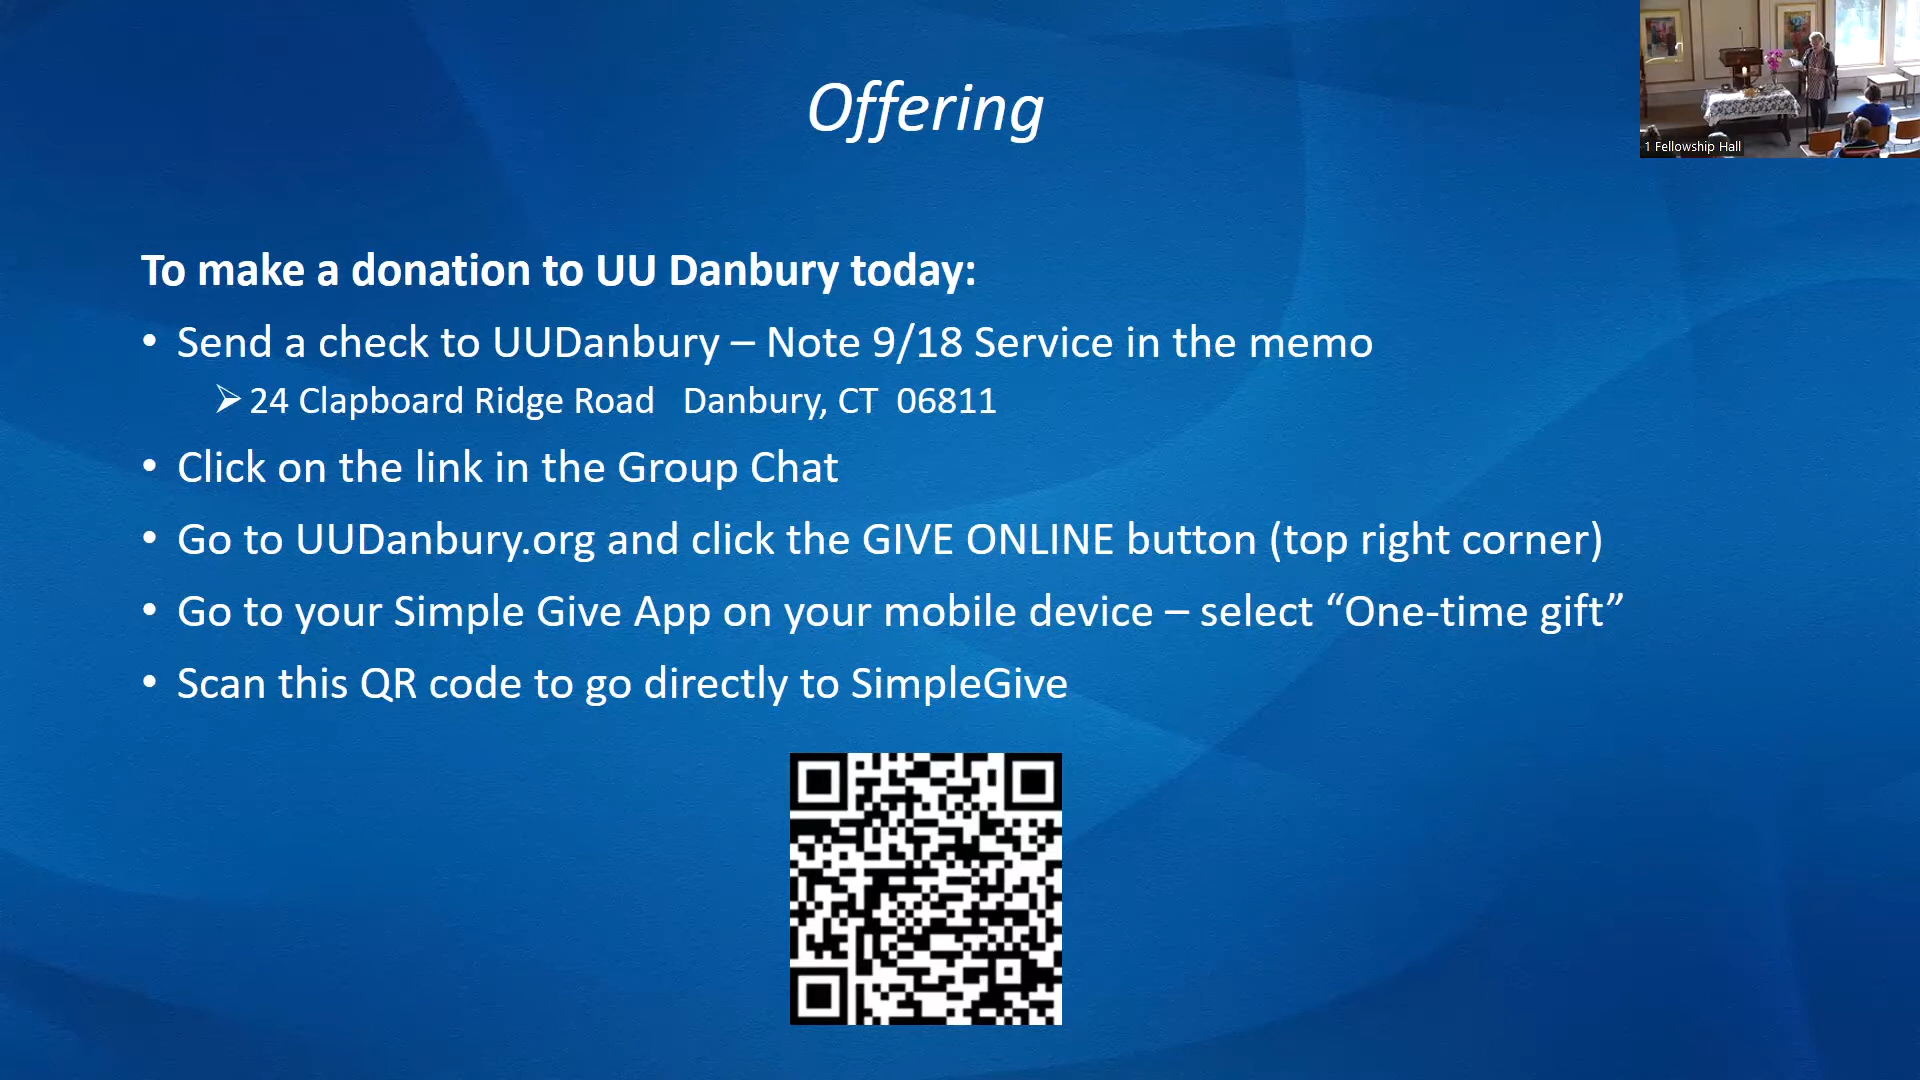 Offering
1 Fellowship Hall
To make a donation to UU Danbury today:
• Send a check to UUDanbury – Note 9/18 Service in the memo
➢ 24 Clapboard Ridge Road   Danbury, CT  06811
• Click on the link in the Group Chat
• Go to UUDanbury.org and click the GIVE ONLINE button (top right corner)
• Go to your Simple Give App on your mobile device – select “One-time gift”
• Scan this QR code to go directly to SimpleGive